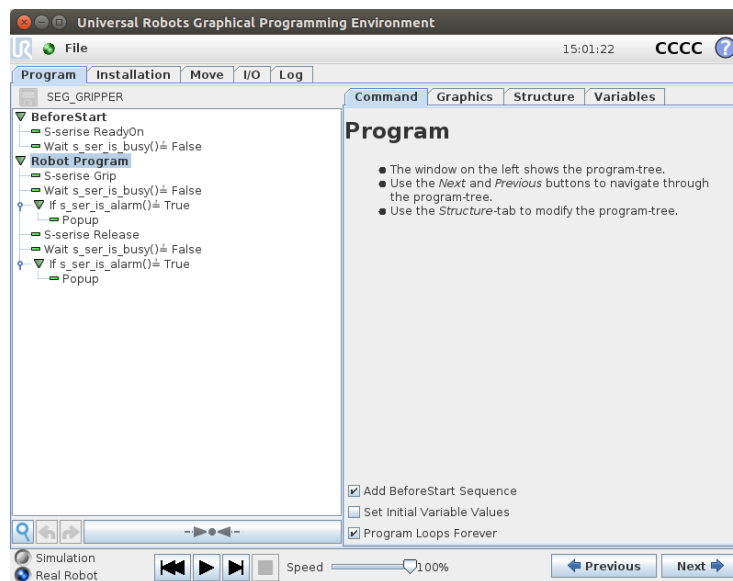 Universal Robots Graphical Programming Environment
File
15:01:22
CCCC
?
Program Installation Move I/O Log
SEG_GRIPPER
Command Graphics Structure Variables
BeforeStart
S-serise ReadyOn
Wait s_ser_is_busy()≟ False
Robot Program
S-serise Grip
Wait s_ser_is_busy()≟ False
If s_ser_is_alarm()≟ True
Popup
S-serise Release
Wait s_ser_is_busy()≟ False
If s_ser_is_alarm()≟ True
Popup
Program
The window on the left shows the program-tree.
Use the Next and Previous buttons to navigate through
the program-tree.
Use the Structure-tab to modify the program-tree.
Add BeforeStart Sequence
Set Initial Variable Values
Program Loops Forever
Simulation
Real Robot
Speed
100%
Previous
Next